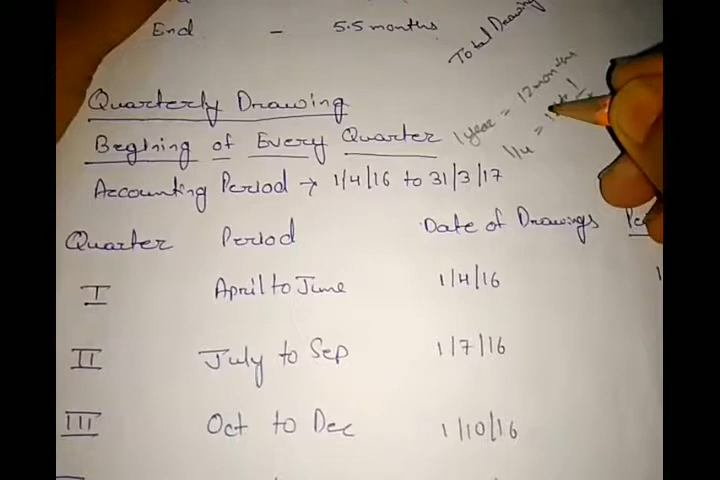 End - 5.5 months
Total Drawing
Quarterly Drawing
1 year = 12 months
Begining of Every Quarter
1/4 =
Accounting Period → 1/4/16 to 31/3/17
Quarter Period Date of Drawings
I April to June 1/4/16
II July to Sep 1/7/16
III Oct to Dec 1/10/16